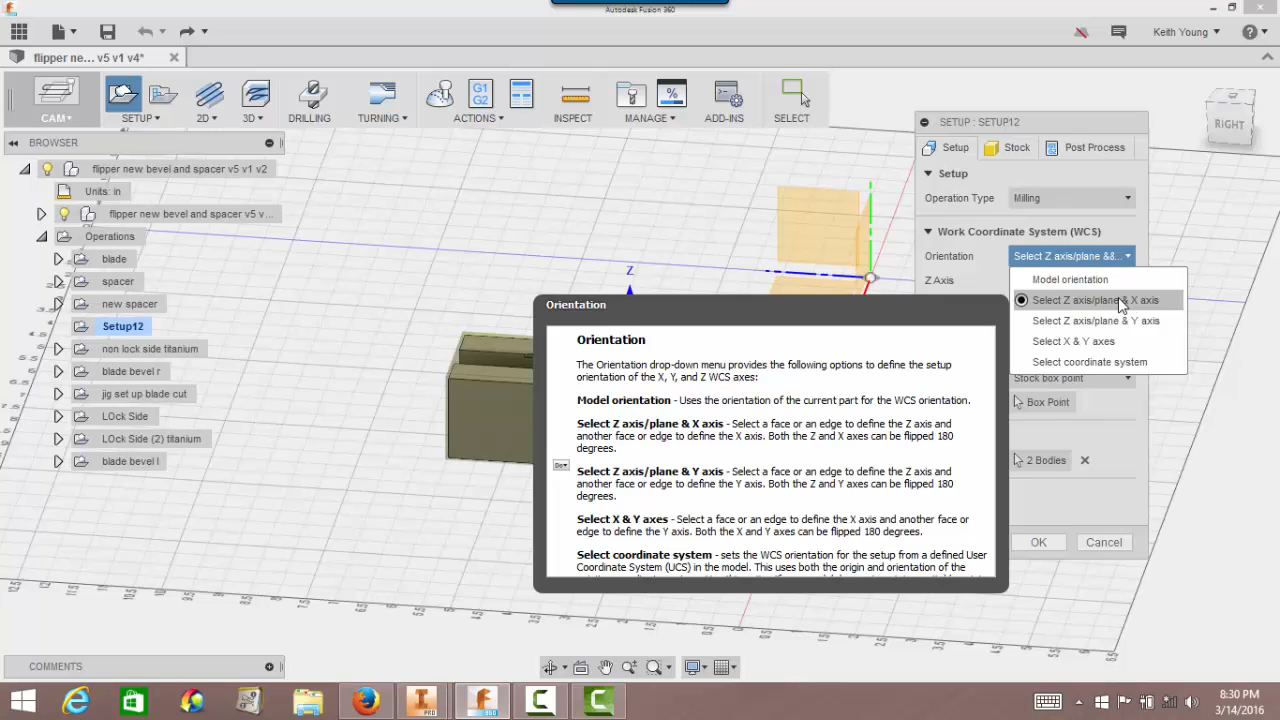 Autodesk Fusion 360
Keith Young
flipper ne... v5 v1 v4*
G1
G2
%
CAM
SETUP
2D
3D
DRILLING
TURNING
ACTIONS
INSPECT
MANAGE
ADD-INS
SELECT
RIGHT
BROWSER
flipper new bevel and spacer v5 v1 v2
Units: in
flipper new bevel and spacer v5 v...
Operations
blade
spacer
new spacer
Setup12
non lock side titanium
blade bevel r
jig set up blade cut
LOck Side
LOck Side (2) titanium
blade bevel l
Z
SETUP : SETUP12
Setup Stock Post Process
Setup
Operation Type Milling
Work Coordinate System (WCS)
Orientation Select Z axis/plane &&...
Z Axis
Model orientation
Select Z axis/plane & X axis
Select Z axis/plane & Y axis
Select X & Y axes
Select coordinate system
Stock box point
Box Point
2 Bodies
OK Cancel
Orientation
Orientation
The Orientation drop-down menu provides the following options to define the setup
orientation of the X, Y, and Z WCS axes:
Model orientation - Uses the orientation of the current part for the WCS orientation.
Select Z axis/plane & X axis - Select a face or an edge to define the Z axis and
another face or edge to define the X axis. Both the Z and X axes can be flipped 180
degrees.
Select Z axis/plane & Y axis - Select a face or an edge to define the Z axis and
another face or edge to define the Y axis. Both the Z and Y axes can be flipped 180
degrees.
Select X & Y axes - Select a face or an edge to define the X axis and another face or
edge to define the Y axis. Both the X and Y axes can be flipped 180 degrees.
Select coordinate system - sets the WCS orientation for the setup from a defined User
Coordinate System (UCS) in the model. This uses both the origin and orientation of the
COMMENTS
PRO
360
8:30 PM
3/14/2016